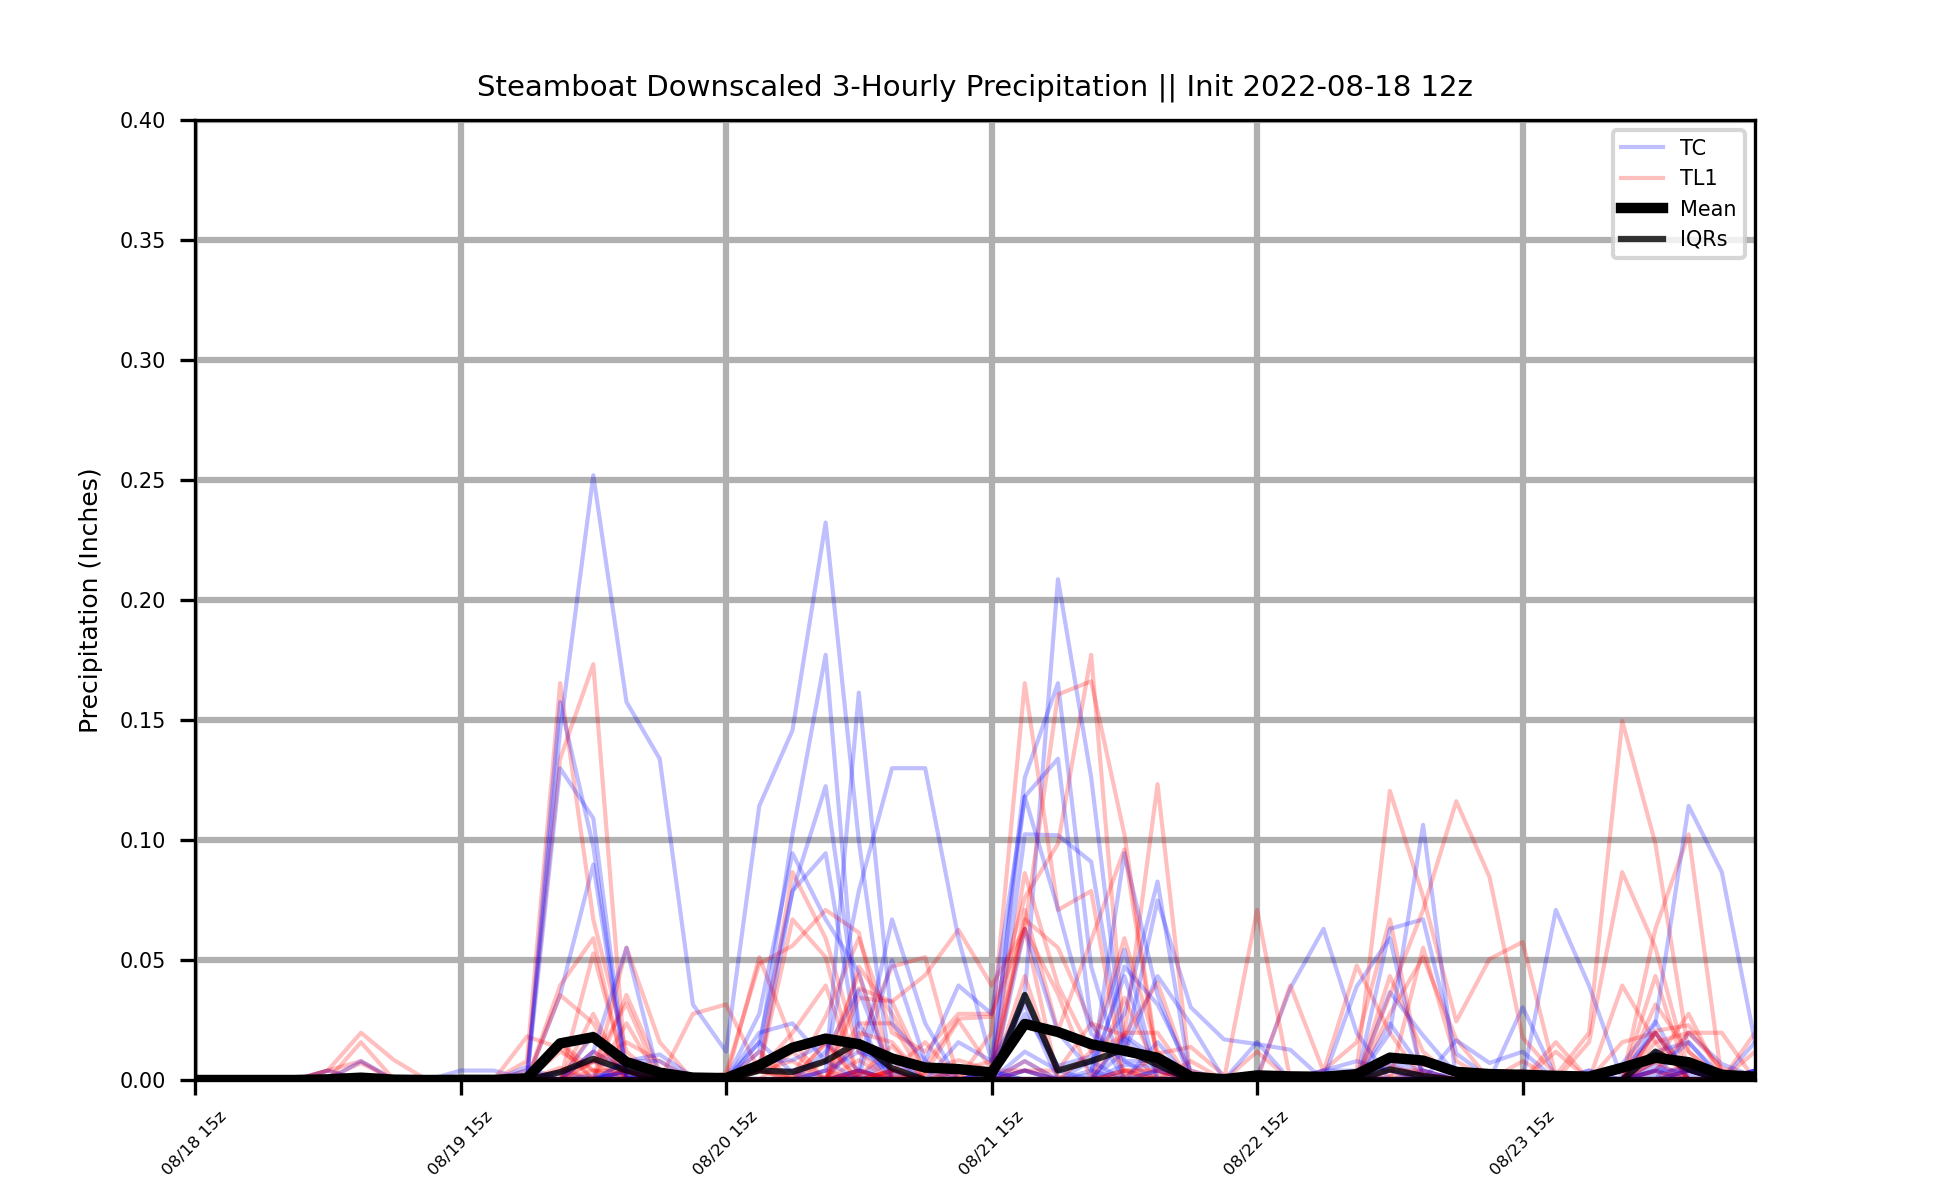 Steamboat Downscaled 3-Hourly Precipitation || Init 2022-08-18 12z
Precipitation (Inches)
0.40
0.35
0.30
0.25
0.20
0.15
0.10
0.05
0.00
TC
TL1
Mean
IQRs
08/18 15z
08/19 15z
08/20 15z
08/21 15z
08/22 15z
08/23 15z